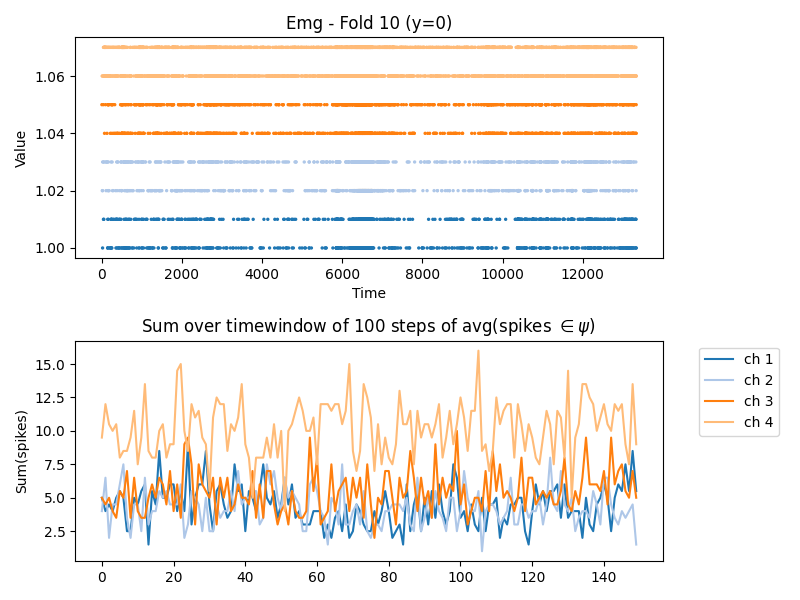 Emg - Fold 10 (y=0)
Value
1.06
1.04
1.02
1.00
0 2000 4000 6000 8000 10000 12000
Time
Sum over timewindow of 100 steps of avg(spikes ∈ψ)
Sum(spikes)
15.0
12.5
10.0
7.5
5.0
2.5
0 20 40 60 80 100 120 140
ch 1
ch 2
ch 3
ch 4